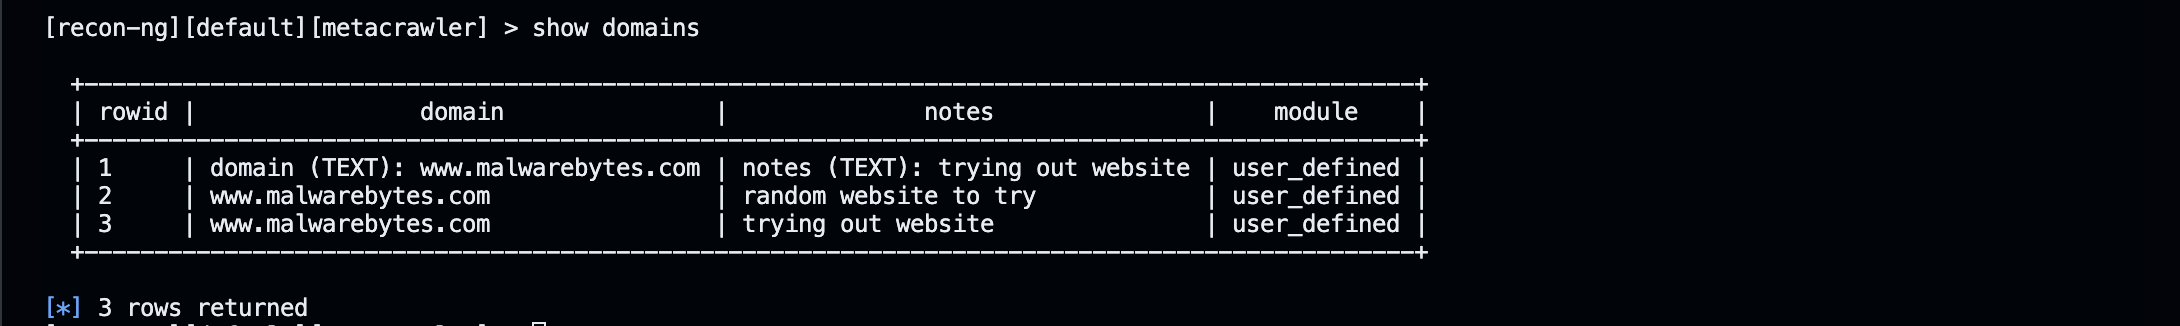 [recon-ng][default][metacrawler] > show domains
+-----------------------------------------------------------------------------------------------+
| rowid |                domain               |              notes              |    module    |
+-----------------------------------------------------------------------------------------------+
| 1     | domain (TEXT): www.malwarebytes.com | notes (TEXT): trying out website | user_defined |
| 2     | www.malwarebytes.com                | random website to try            | user_defined |
| 3     | www.malwarebytes.com                | trying out website               | user_defined |
+-----------------------------------------------------------------------------------------------+
[*] 3 rows returned